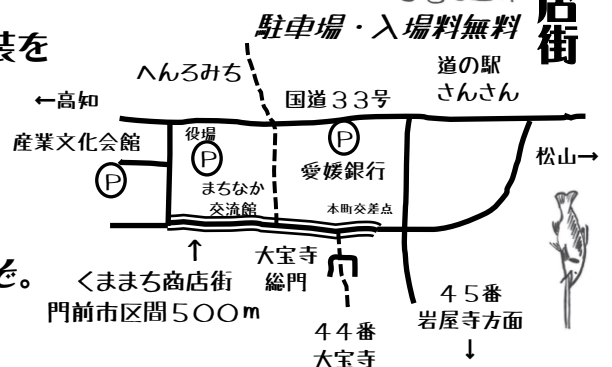 店街
駐車場・入場料無料
装を
へんろみち
道の駅
さんさん
←高知
国道33号
産業文化会館
役場
Ⓟ
Ⓟ
Ⓟ
愛媛銀行
松山→
まちなか
交流館
本町交差点
↑
大宝寺
総門
ぞ。
くままち商店街
門前市区間500m
45番
岩屋寺方面
↓
44番
大宝寺